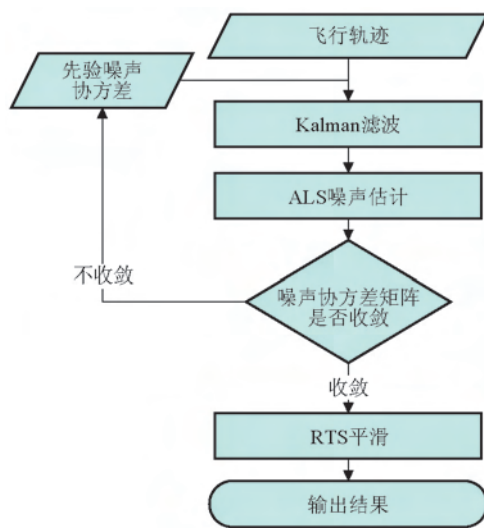 飞行轨迹
先验噪声
协方差
Kalman滤波
ALS噪声估计
不收敛
噪声协方差矩阵
是否收敛
收敛
RTS平滑
输出结果